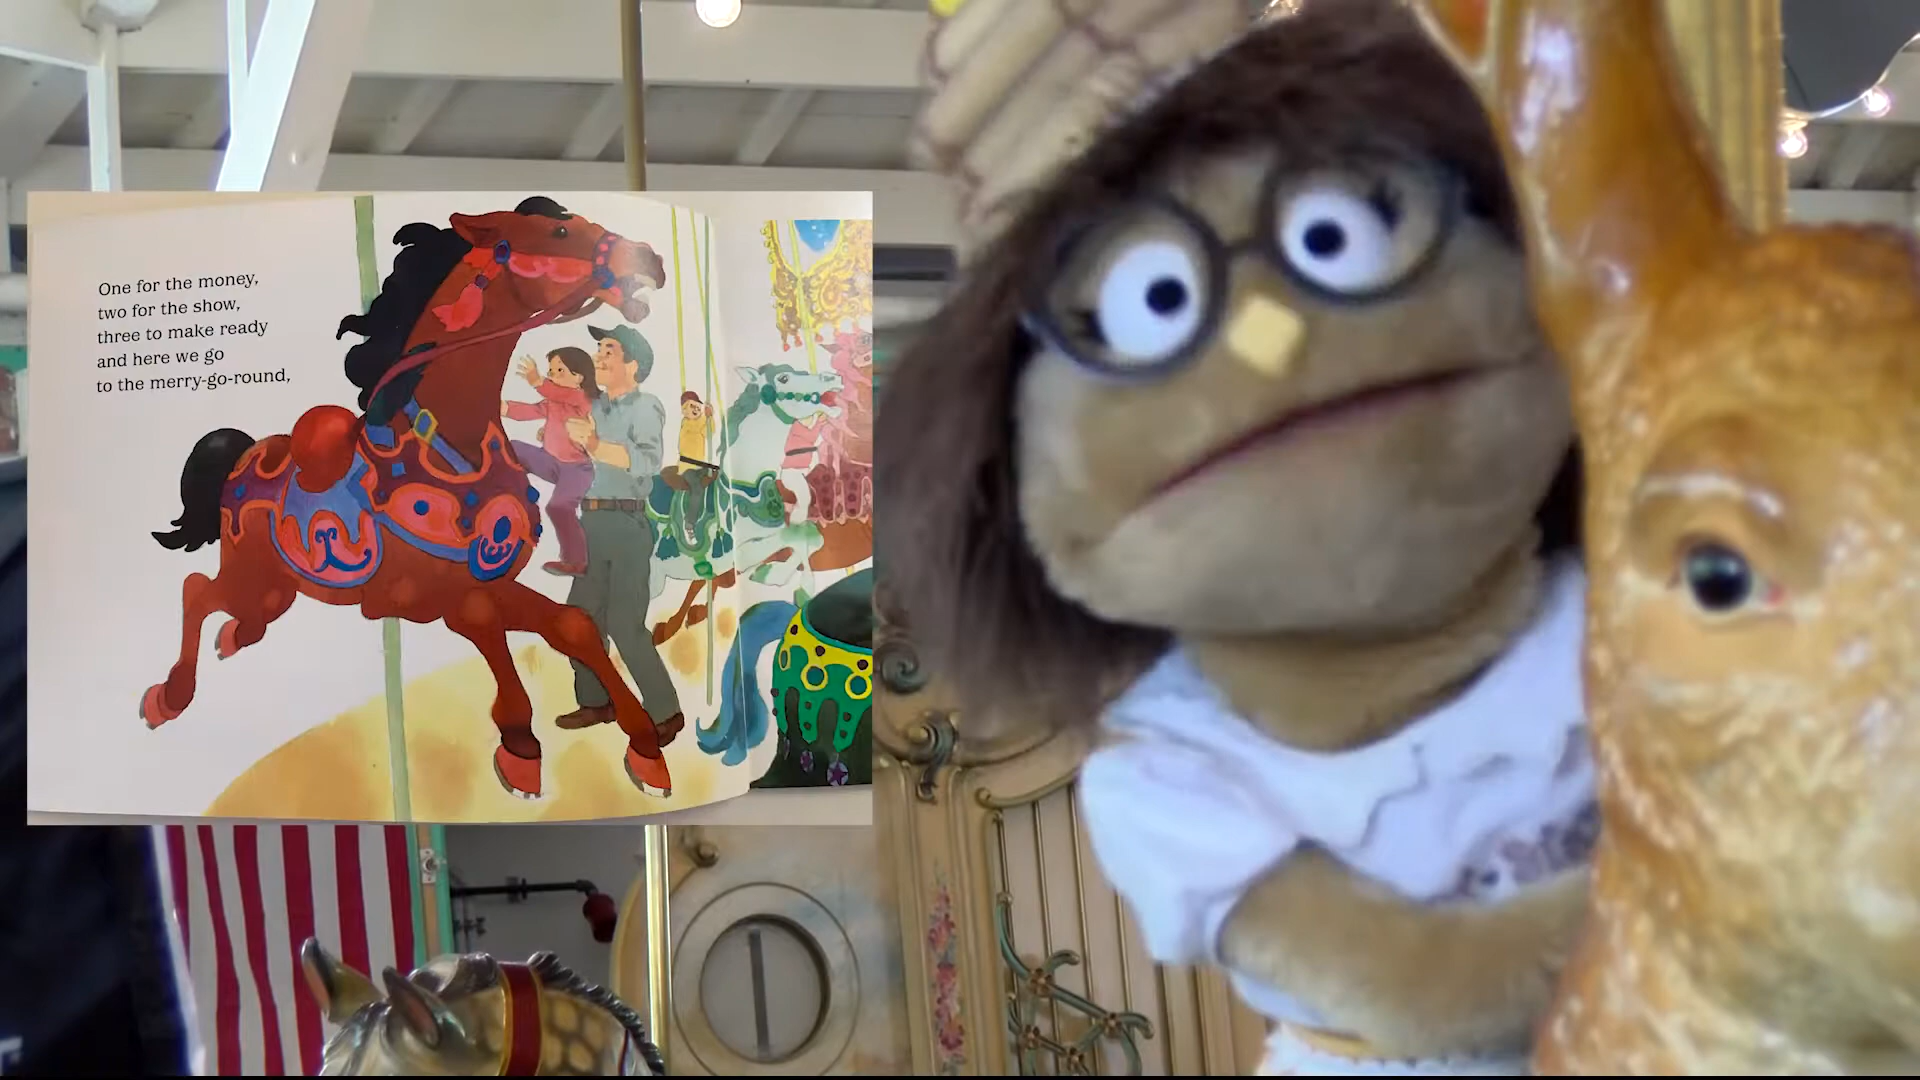 One for the money,
two for the show,
three to make ready
and here we go
to the merry-go-round,